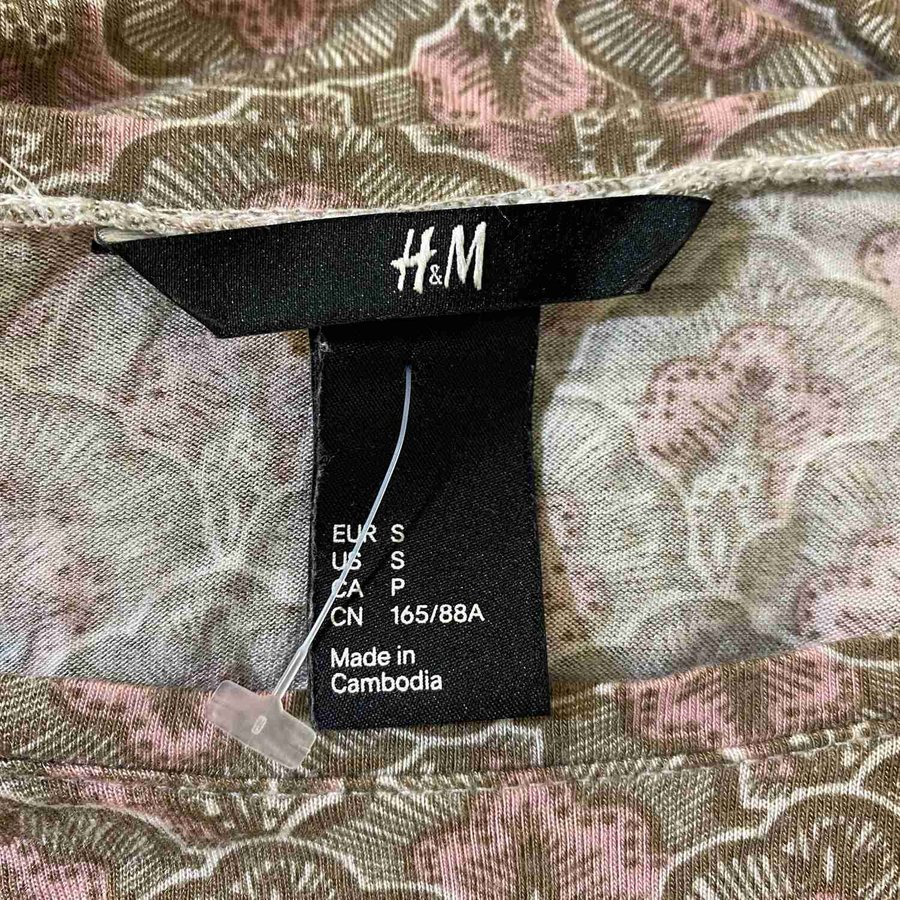 H&M
EUR S
US S
CA P
CN 165/88A
Made in
Cambodia